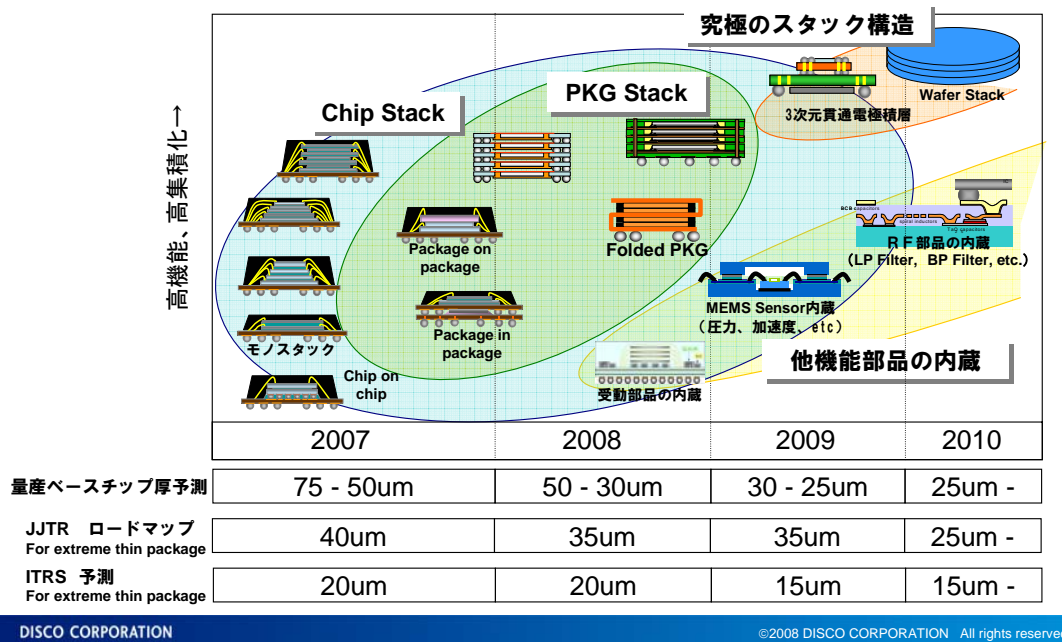 究極のスタック構造
Chip Stack
PKG Stack
Wafer Stack
3次元貫通電極積層
高機能、高集積化→
BCB capacitors
spiral inductors
TaO capacitors
RF部品の内蔵
(LP Filter, BP Filter, etc.)
Package on
package
Folded PKG
MEMS Sensor内蔵
(圧力、加速度、etc)
Package in
package
モノスタック
Chip on
chip
受動部品の内蔵
他機能部品の内蔵
2007 2008 2009 2010
量産ベースチップ厚予測 75 - 50um 50 - 30um 30 - 25um 25um -
JJTR ロードマップ
For extreme thin package 40um 35um 35um 25um -
ITRS 予測
For extreme thin package 20um 20um 15um 15um -
DISCO CORPORATION
©2008 DISCO CORPORATION All rights reserve